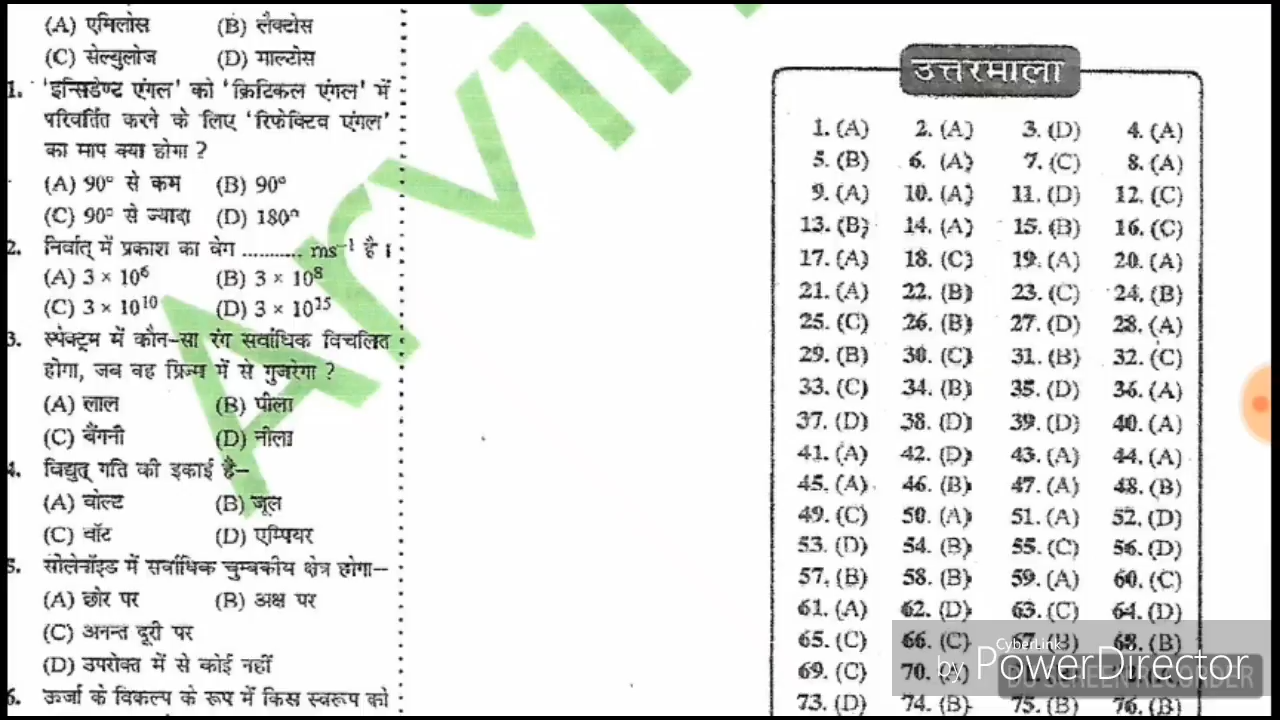 (A) एमिलोस (B) लैक्टोस
(C) सेल्युलोज (D) माल्टोस
1. 'इन्सिडेण्ट एंगल' को 'क्रिटिकल एंगल' में
परिवर्तित करने के लिए 'रिफेक्टिव एंगल'
का माप क्या होगा ?
(A) 90° से कम (B) 90°
(C) 90° से ज्यादा (D) 180°
2. निर्वात् में प्रकाश का वेग ........... ms⁻¹ है ।
(A) 3 × 10⁶ (B) 3 × 10⁸
(C) 3 × 10¹⁰ (D) 3 × 10¹⁵
3. स्पेक्ट्रम में कौन-सा रंग सर्वाधिक विचलित
होगा, जब वह प्रिज्म में से गुजरेगा ?
(A) लाल (B) पीला
(C) बैंगनी (D) नीला
4. विद्युत् गति की इकाई है–
(A) वोल्ट (B) जूल
(C) वॉट (D) एम्पियर
5. सोलेनॉइड में सर्वाधिक चुम्बकीय क्षेत्र होगा–
(A) छोर पर (B) अक्ष पर
(C) अनन्त दूरी पर
(D) उपरोक्त में से कोई नहीं
6. ऊर्जा के विकल्प के रूप में किस स्वरूप को
Arvin
उत्तरमाला
1. (A) 2. (A) 3. (D) 4. (A)
5. (B) 6. (A) 7. (C) 8. (A)
9. (A) 10. (A) 11. (D) 12. (C)
13. (B) 14. (A) 15. (B) 16. (C)
17. (A) 18. (C) 19. (A) 20. (A)
21. (A) 22. (B) 23. (C) 24. (B)
25. (C) 26. (B) 27. (D) 28. (A)
29. (B) 30. (C) 31. (B) 32. (C)
33. (C) 34. (B) 35. (D) 36. (A)
37. (D) 38. (D) 39. (D) 40. (A)
41. (A) 42. (D) 43. (A) 44. (A)
45. (A) 46. (B) 47. (A) 48. (B)
49. (C) 50. (A) 51. (A) 52. (D)
53. (D) 54. (B) 55. (C) 56. (D)
57. (B) 58. (B) 59. (A) 60. (C)
61. (A) 62. (D) 63. (C) 64. (D)
65. (C) 66. (C) 67. (B) 68. (B)
69. (C) 70.
73. (D) 74. (B) 75. (B) 76. (B)
CyberLink
by PowerDirector
DU SCREEN RECORDER